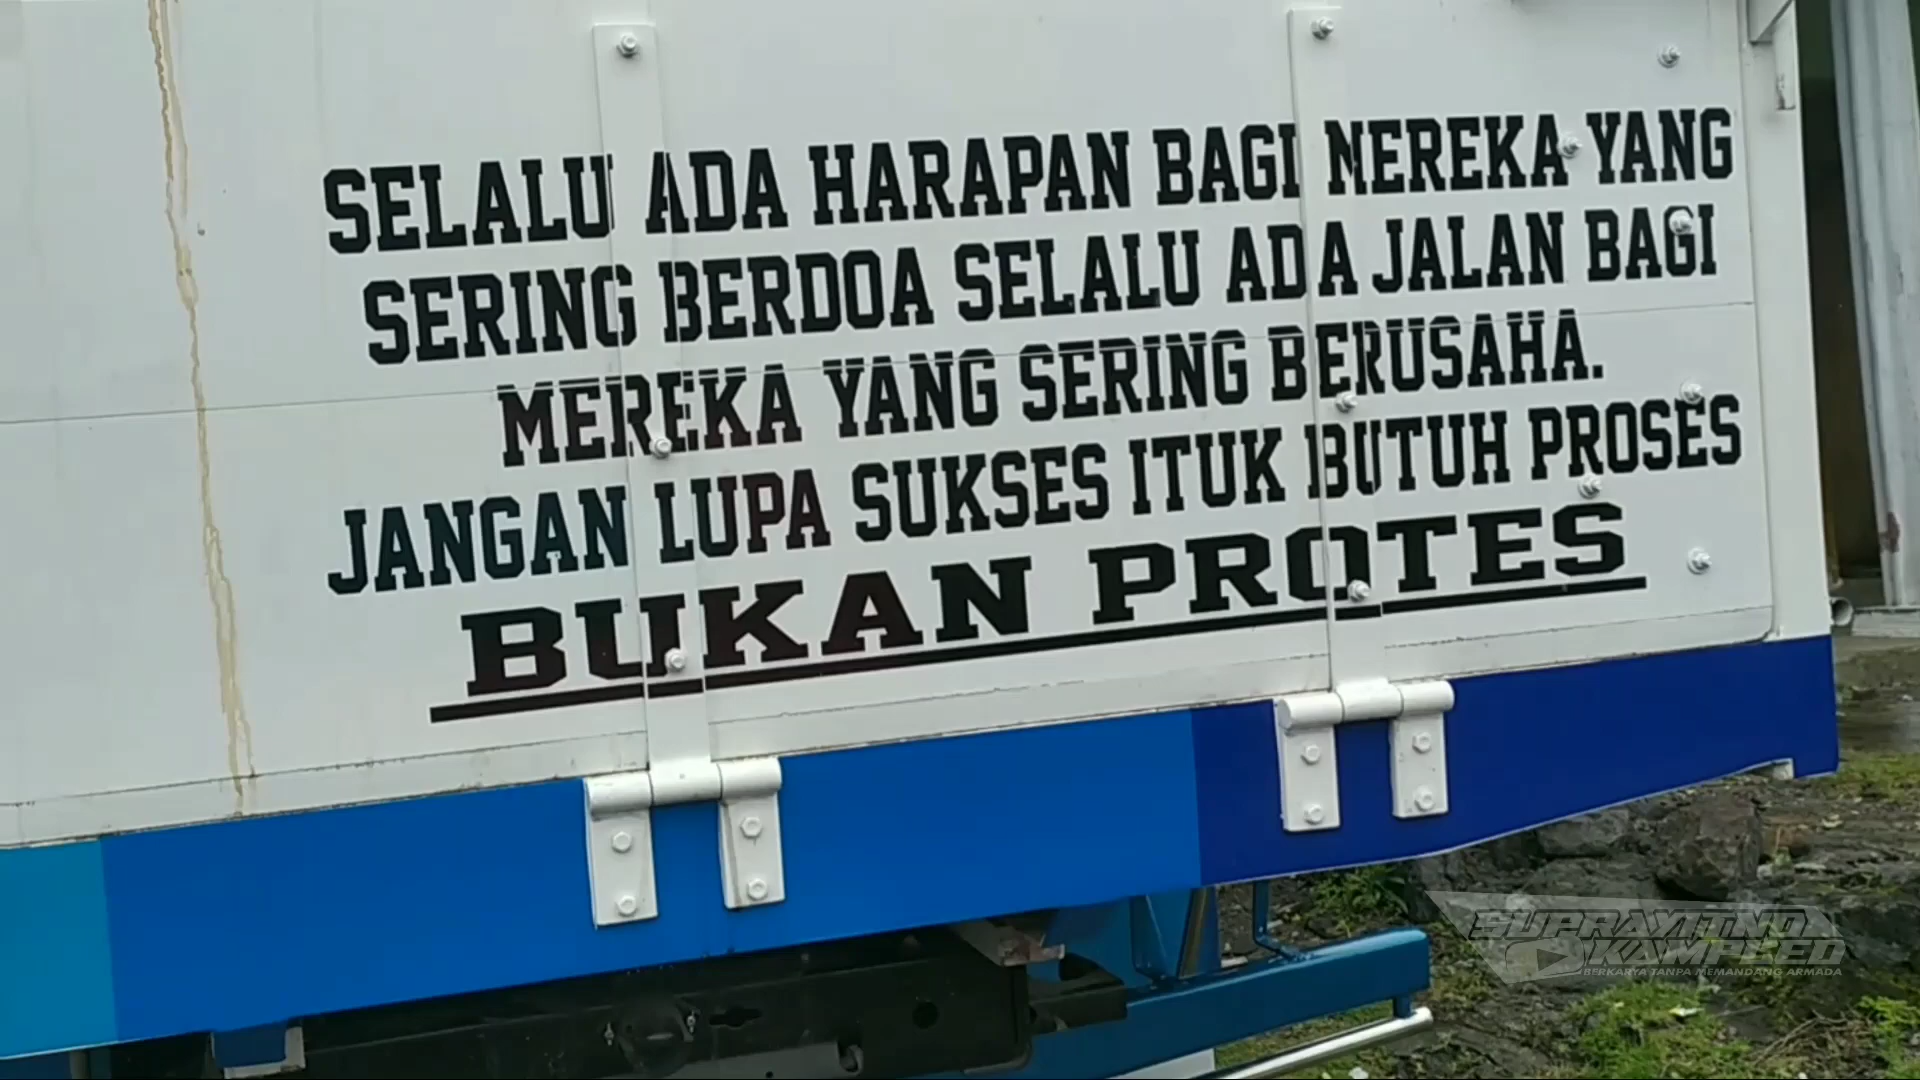 SELALU ADA HARAPAN BAGI MEREKA YANG
SERING BERDOA SELALU ADA JALAN BAGI
MEREKA YANG SERING BERUSAHA.
JANGAN LUPA SUKSES ITUK BUTUH PROSES
BUKAN PROTES
SUPRAYITNO
KAMPLED
BERKARYA TANPA MEMANDANG ARMADA